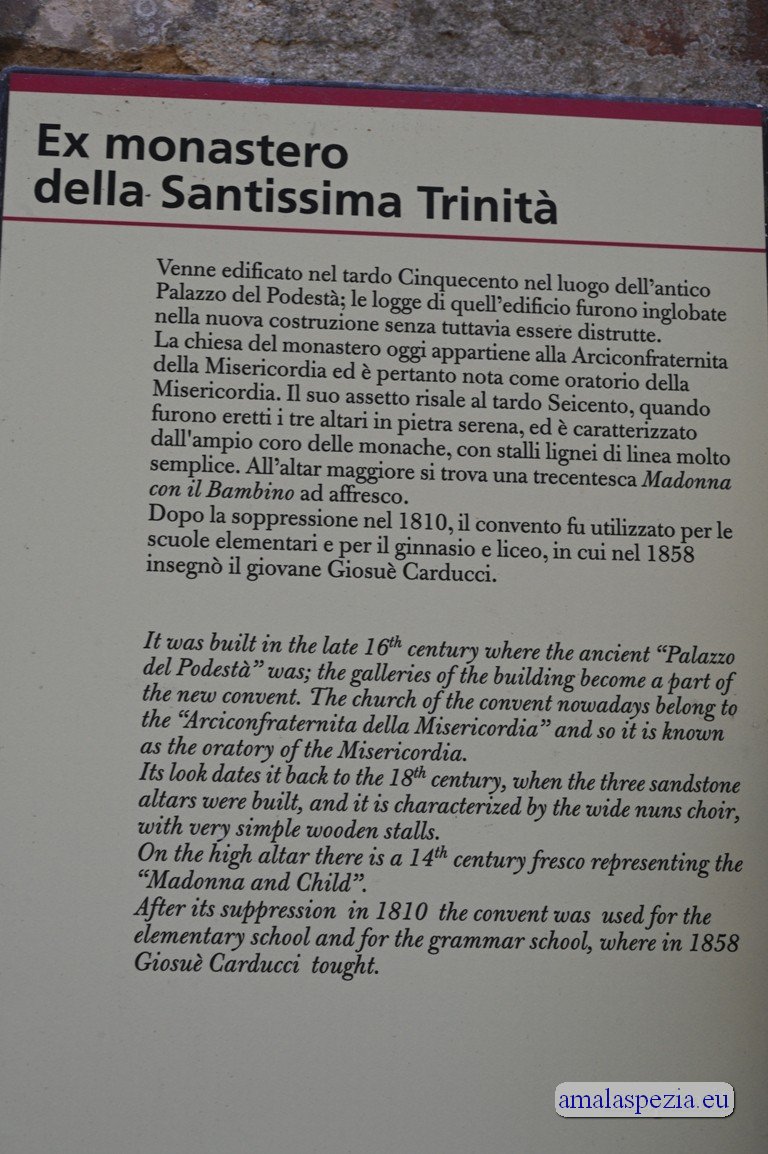 Ex monastero
della Santissima Trinità
Venne edificato nel tardo Cinquecento nel luogo dell'antico
Palazzo del Podestà; le logge di quell'edificio furono inglobate
nella nuova costruzione senza tuttavia essere distrutte.
La chiesa del monastero oggi appartiene alla Arciconfraternita
della Misericordia ed è pertanto nota come oratorio della
Misericordia. Il suo assetto risale al tardo Seicento, quando
furono eretti i tre altari in pietra serena, ed è caratterizzato
dall'ampio coro delle monache, con stalli lignei di linea molto
semplice. All'altar maggiore si trova una trecentesca Madonna
con il Bambino ad affresco.
Dopo la soppressione nel 1810, il convento fu utilizzato per le
scuole elementari e per il ginnasio e liceo, in cui nel 1858
insegnò il giovane Giosuè Carducci.
It was built in the late 16th century where the ancient “Palazzo
del Podestà” was; the galleries of the building become a part of
the new convent. The church of the convent nowadays belong to
the “Arciconfraternita della Misericordia” and so it is known
as the oratory of the Misericordia.
Its look dates it back to the 18th century, when the three sandstone
altars were built, and it is characterized by the wide nuns choir,
with very simple wooden stalls.
On the high altar there is a 14th century fresco representing the
“Madonna and Child”.
After its suppression in 1810 the convent was used for the
elementary school and for the grammar school, where in 1858
Giosuè Carducci tought.
amalaspezia.eu